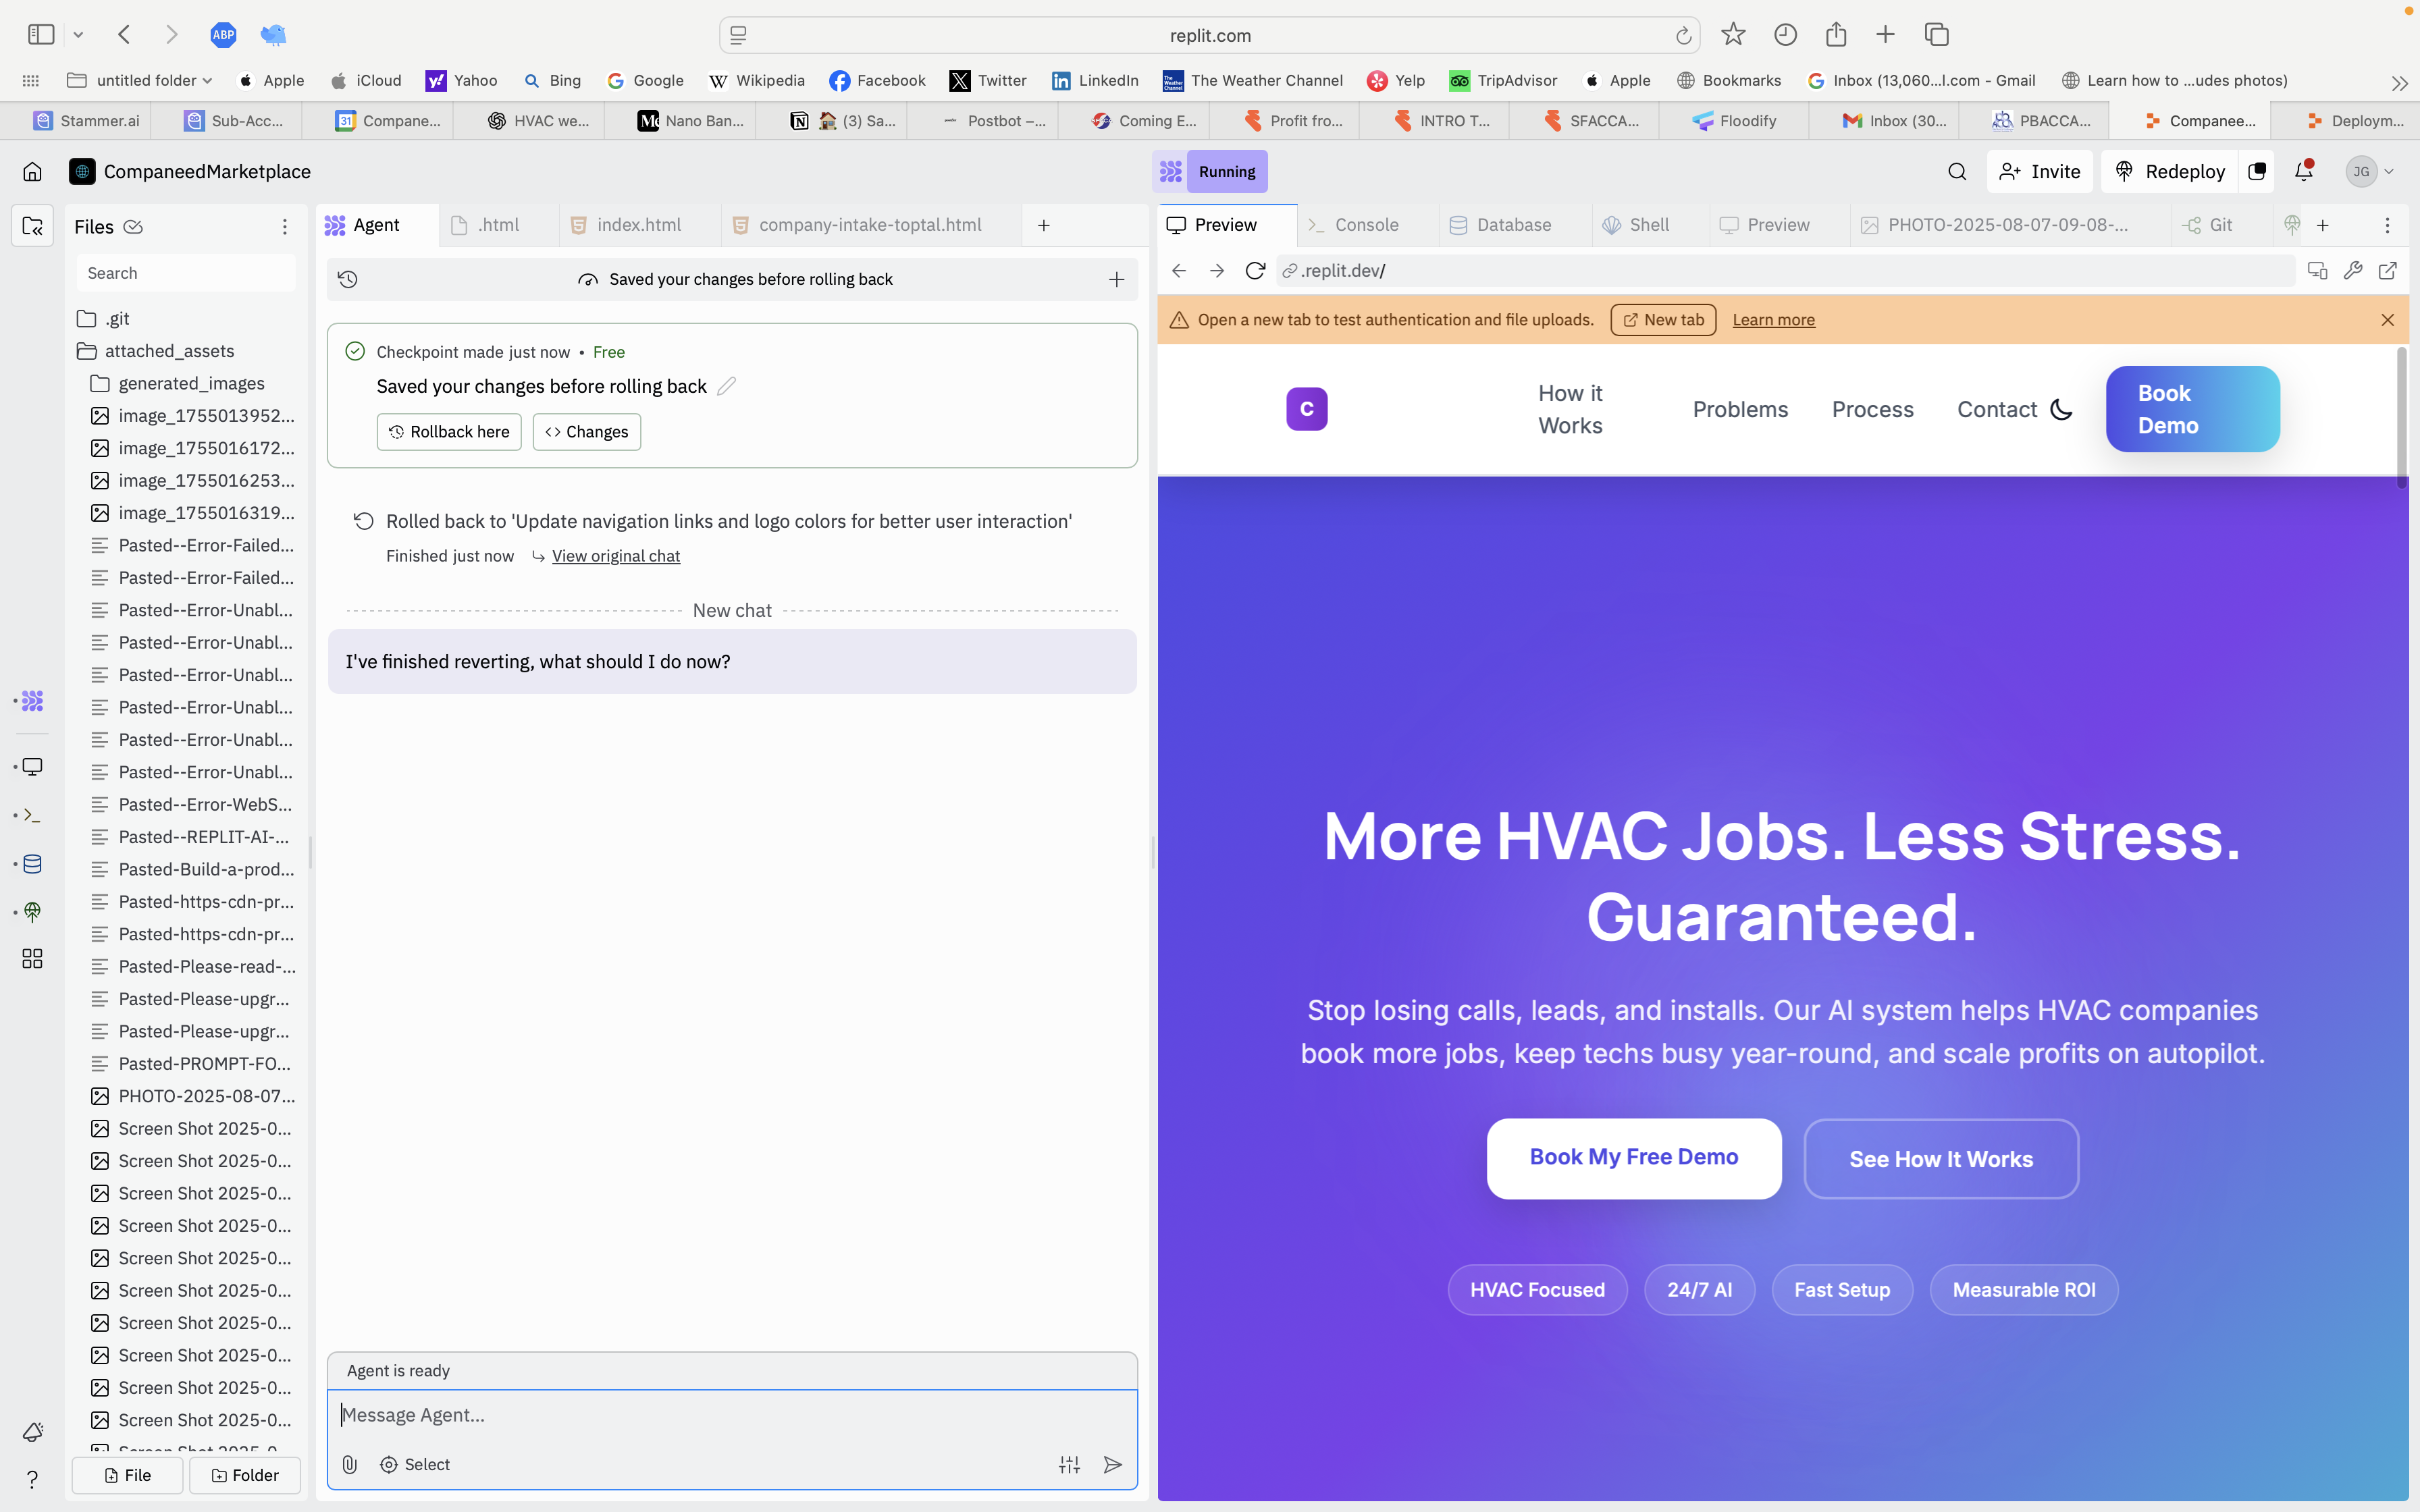 ABP
replit.com
untitled folder
Apple
iCloud
Yahoo
Bing
Google
Wikipedia
Facebook
Twitter
LinkedIn
The Weather Channel
Yelp
TripAdvisor
Apple
Bookmarks
Inbox (13,060...l.com - Gmail
Learn how to ...udes photos)
Stammer.ai
Sub-Acc...
Compane...
HVAC we...
Nano Ban...
(3) Sa...
Postbot –...
Coming E...
Profit fro...
INTRO T...
SFACCA...
Floodify
Inbox (30...
PBACCA...
Companee...
Deploym...
CompaneedMarketplace
Running
Invite
Redeploy
JG
Files
Search
.git
attached_assets
generated_images
image_1755013952...
image_1755016172...
image_1755016253...
image_1755016319...
Pasted--Error-Failed...
Pasted--Error-Failed...
Pasted--Error-Unabl...
Pasted--Error-Unabl...
Pasted--Error-Unabl...
Pasted--Error-Unabl...
Pasted--Error-Unabl...
Pasted--Error-Unabl...
Pasted--Error-WebS...
Pasted--REPLIT-AI-...
Pasted-Build-a-prod...
Pasted-https-cdn-pr...
Pasted-https-cdn-pr...
Pasted-Please-read-...
Pasted-Please-upgr...
Pasted-Please-upgr...
Pasted-PROMPT-FO...
PHOTO-2025-08-07...
Screen Shot 2025-0...
Screen Shot 2025-0...
Screen Shot 2025-0...
Screen Shot 2025-0...
Screen Shot 2025-0...
Screen Shot 2025-0...
Screen Shot 2025-0...
Screen Shot 2025-0...
Screen Shot 2025-0...
Screen Shot 2025-0...
Screen Shot 2025-0...
File
Folder
Agent
.html
index.html
company-intake-toptal.html
Saved your changes before rolling back
Checkpoint made just now • Free
Saved your changes before rolling back
Rollback here
Changes
Rolled back to 'Update navigation links and logo colors for better user interaction'
Finished just now
View original chat
New chat
I've finished reverting, what should I do now?
Agent is ready
Message Agent...
Select
Preview
Console
Database
Shell
Preview
PHOTO-2025-08-07-09-08-...
Git
.replit.dev/
Open a new tab to test authentication and file uploads.
New tab
Learn more
C
How it
Works
Problems
Process
Contact
Book
Demo
More HVAC Jobs. Less Stress.
Guaranteed.
Stop losing calls, leads, and installs. Our AI system helps HVAC companies
book more jobs, keep techs busy year-round, and scale profits on autopilot.
Book My Free Demo
See How It Works
HVAC Focused
24/7 AI
Fast Setup
Measurable ROI